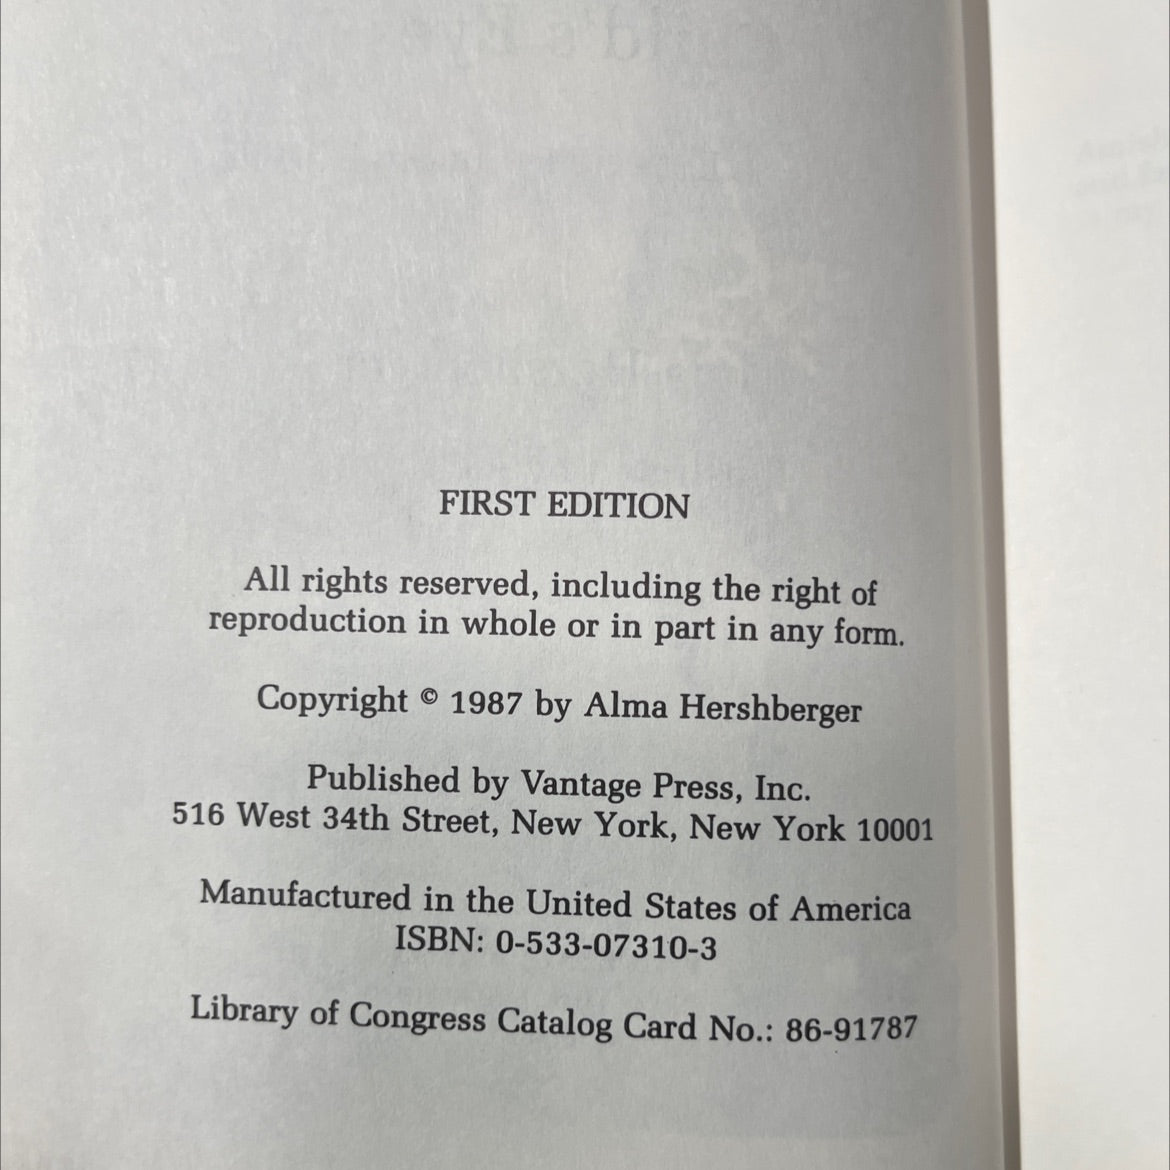 FIRST EDITION
All rights reserved, including the right of
reproduction in whole or in part in any form.
Copyright © 1987 by Alma Hershberger
Published by Vantage Press, Inc.
516 West 34th Street, New York, New York 10001
Manufactured in the United States of America
ISBN: 0-533-07310-3
Library of Congress Catalog Card No.: 86-91787